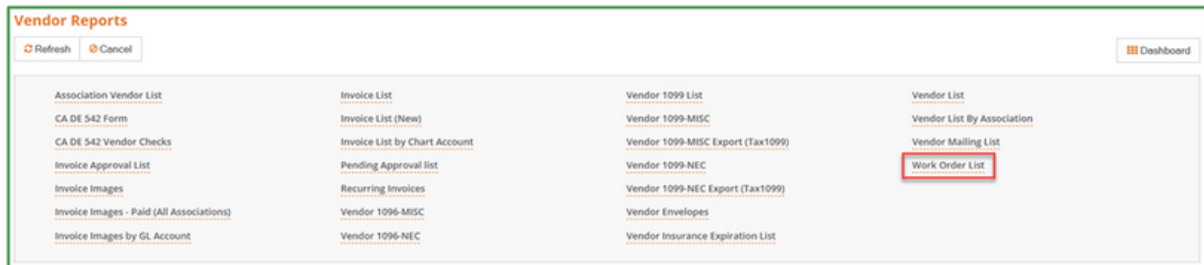 Vendor Reports
Refresh
Cancel
Dashboard
Association Vendor List
CA DE 542 Form
CA DE 542 Vendor Checks
Invoice Approval List
Invoice Images
Invoice Images - Paid (All Associations)
Invoice Images by GL Account
Invoice List
Invoice List (New)
Invoice List by Chart Account
Pending Approval list
Recurring Invoices
Vendor 1096-MISC
Vendor 1096-NEC
Vendor 1099 List
Vendor 1099-MISC
Vendor 1099-MISC Export (Tax1099)
Vendor 1099-NEC
Vendor 1099-NEC Export (Tax1099)
Vendor Envelopes
Vendor Insurance Expiration List
Vendor List
Vendor List By Association
Vendor Mailing List
Work Order List